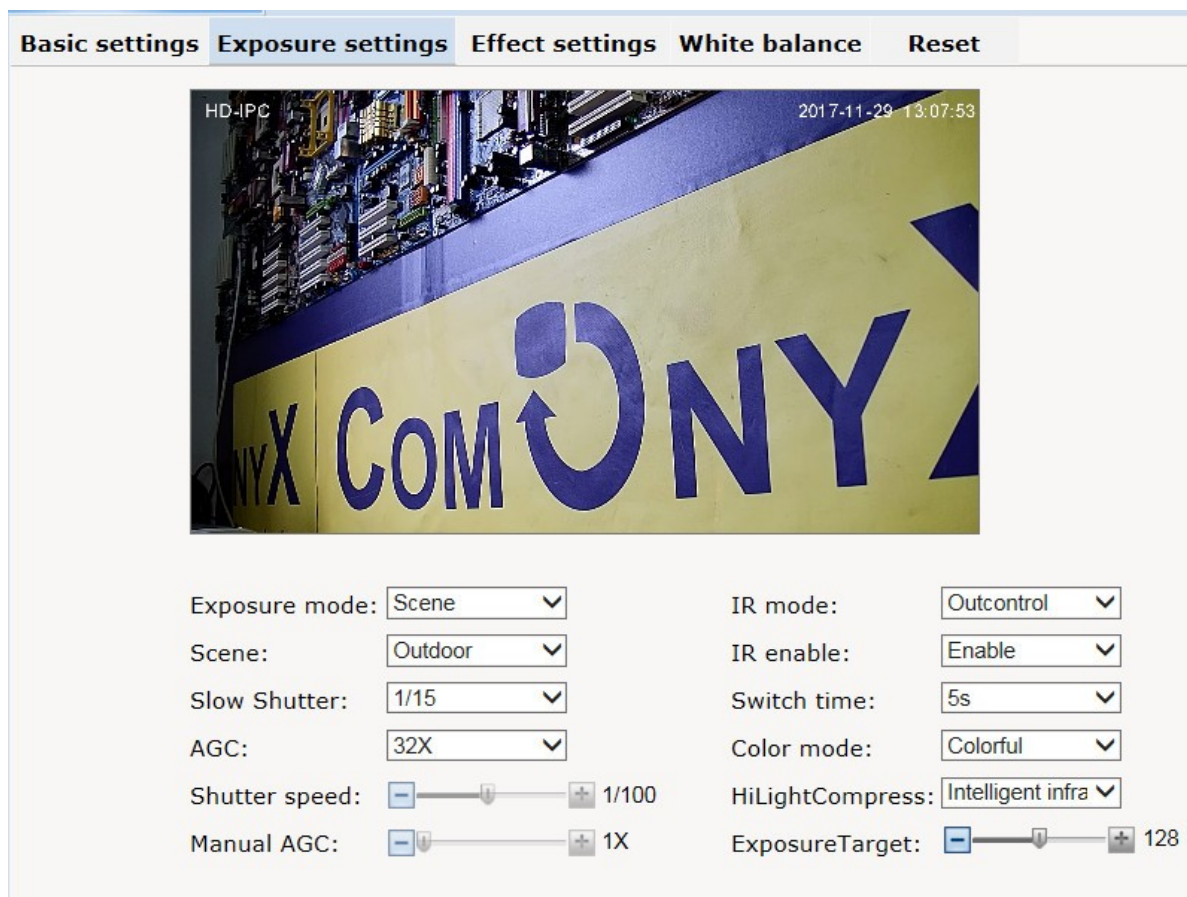 Basic settings Exposure settings Effect settings White balance Reset
HD-IPC 2017-11-29 13:07:53
NYX COMONYX
Exposure mode: Scene IR mode: Outcontrol
Scene: Outdoor IR enable: Enable
Slow Shutter: 1/15 Switch time: 5s
AGC: 32X Color mode: Colorful
Shutter speed: 1/100 HiLightCompress: Intelligent infra
Manual AGC: 1X ExposureTarget: 128